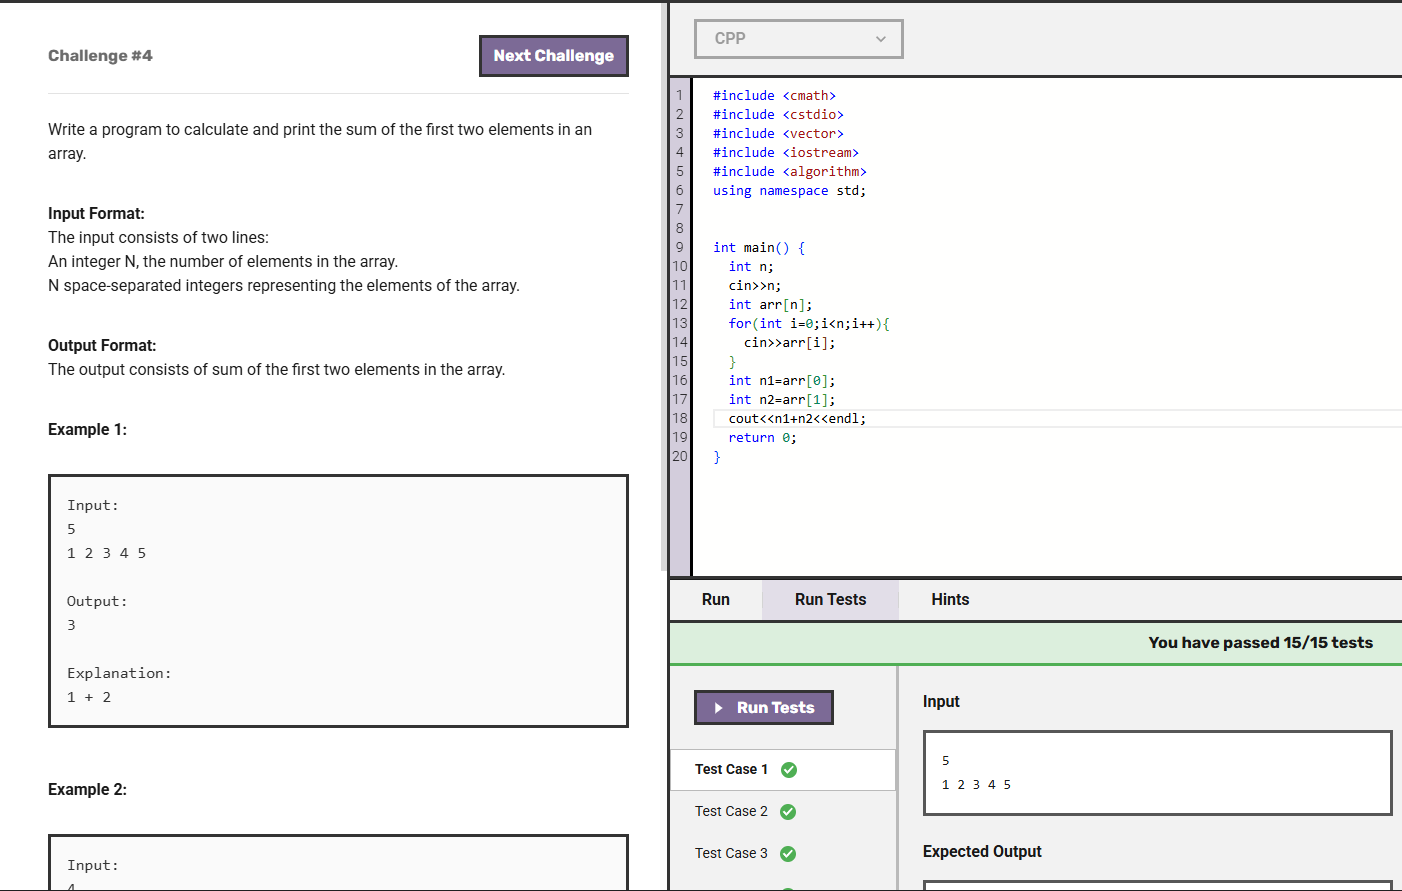 Challenge #4
Next Challenge
Write a program to calculate and print the sum of the first two elements in an
array.
Input Format:
The input consists of two lines:
An integer N, the number of elements in the array.
N space-separated integers representing the elements of the array.
Output Format:
The output consists of sum of the first two elements in the array.
Example 1:
Input:
5
1 2 3 4 5
Output:
3
Explanation:
1 + 2
Example 2:
Input:
CPP
1 #include <cmath>
2 #include <cstdio>
3 #include <vector>
4 #include <iostream>
5 #include <algorithm>
6 using namespace std;
7
8
9 int main() {
10 int n;
11 cin>>n;
12 int arr[n];
13 for(int i=0;i<n;i++){
14 cin>>arr[i];
15 }
16 int n1=arr[0];
17 int n2=arr[1];
18 cout<<n1+n2<<endl;
19 return 0;
20 }
Run Run Tests Hints
You have passed 15/15 tests
Run Tests
Test Case 1
Test Case 2
Test Case 3
Input
5
1 2 3 4 5
Expected Output